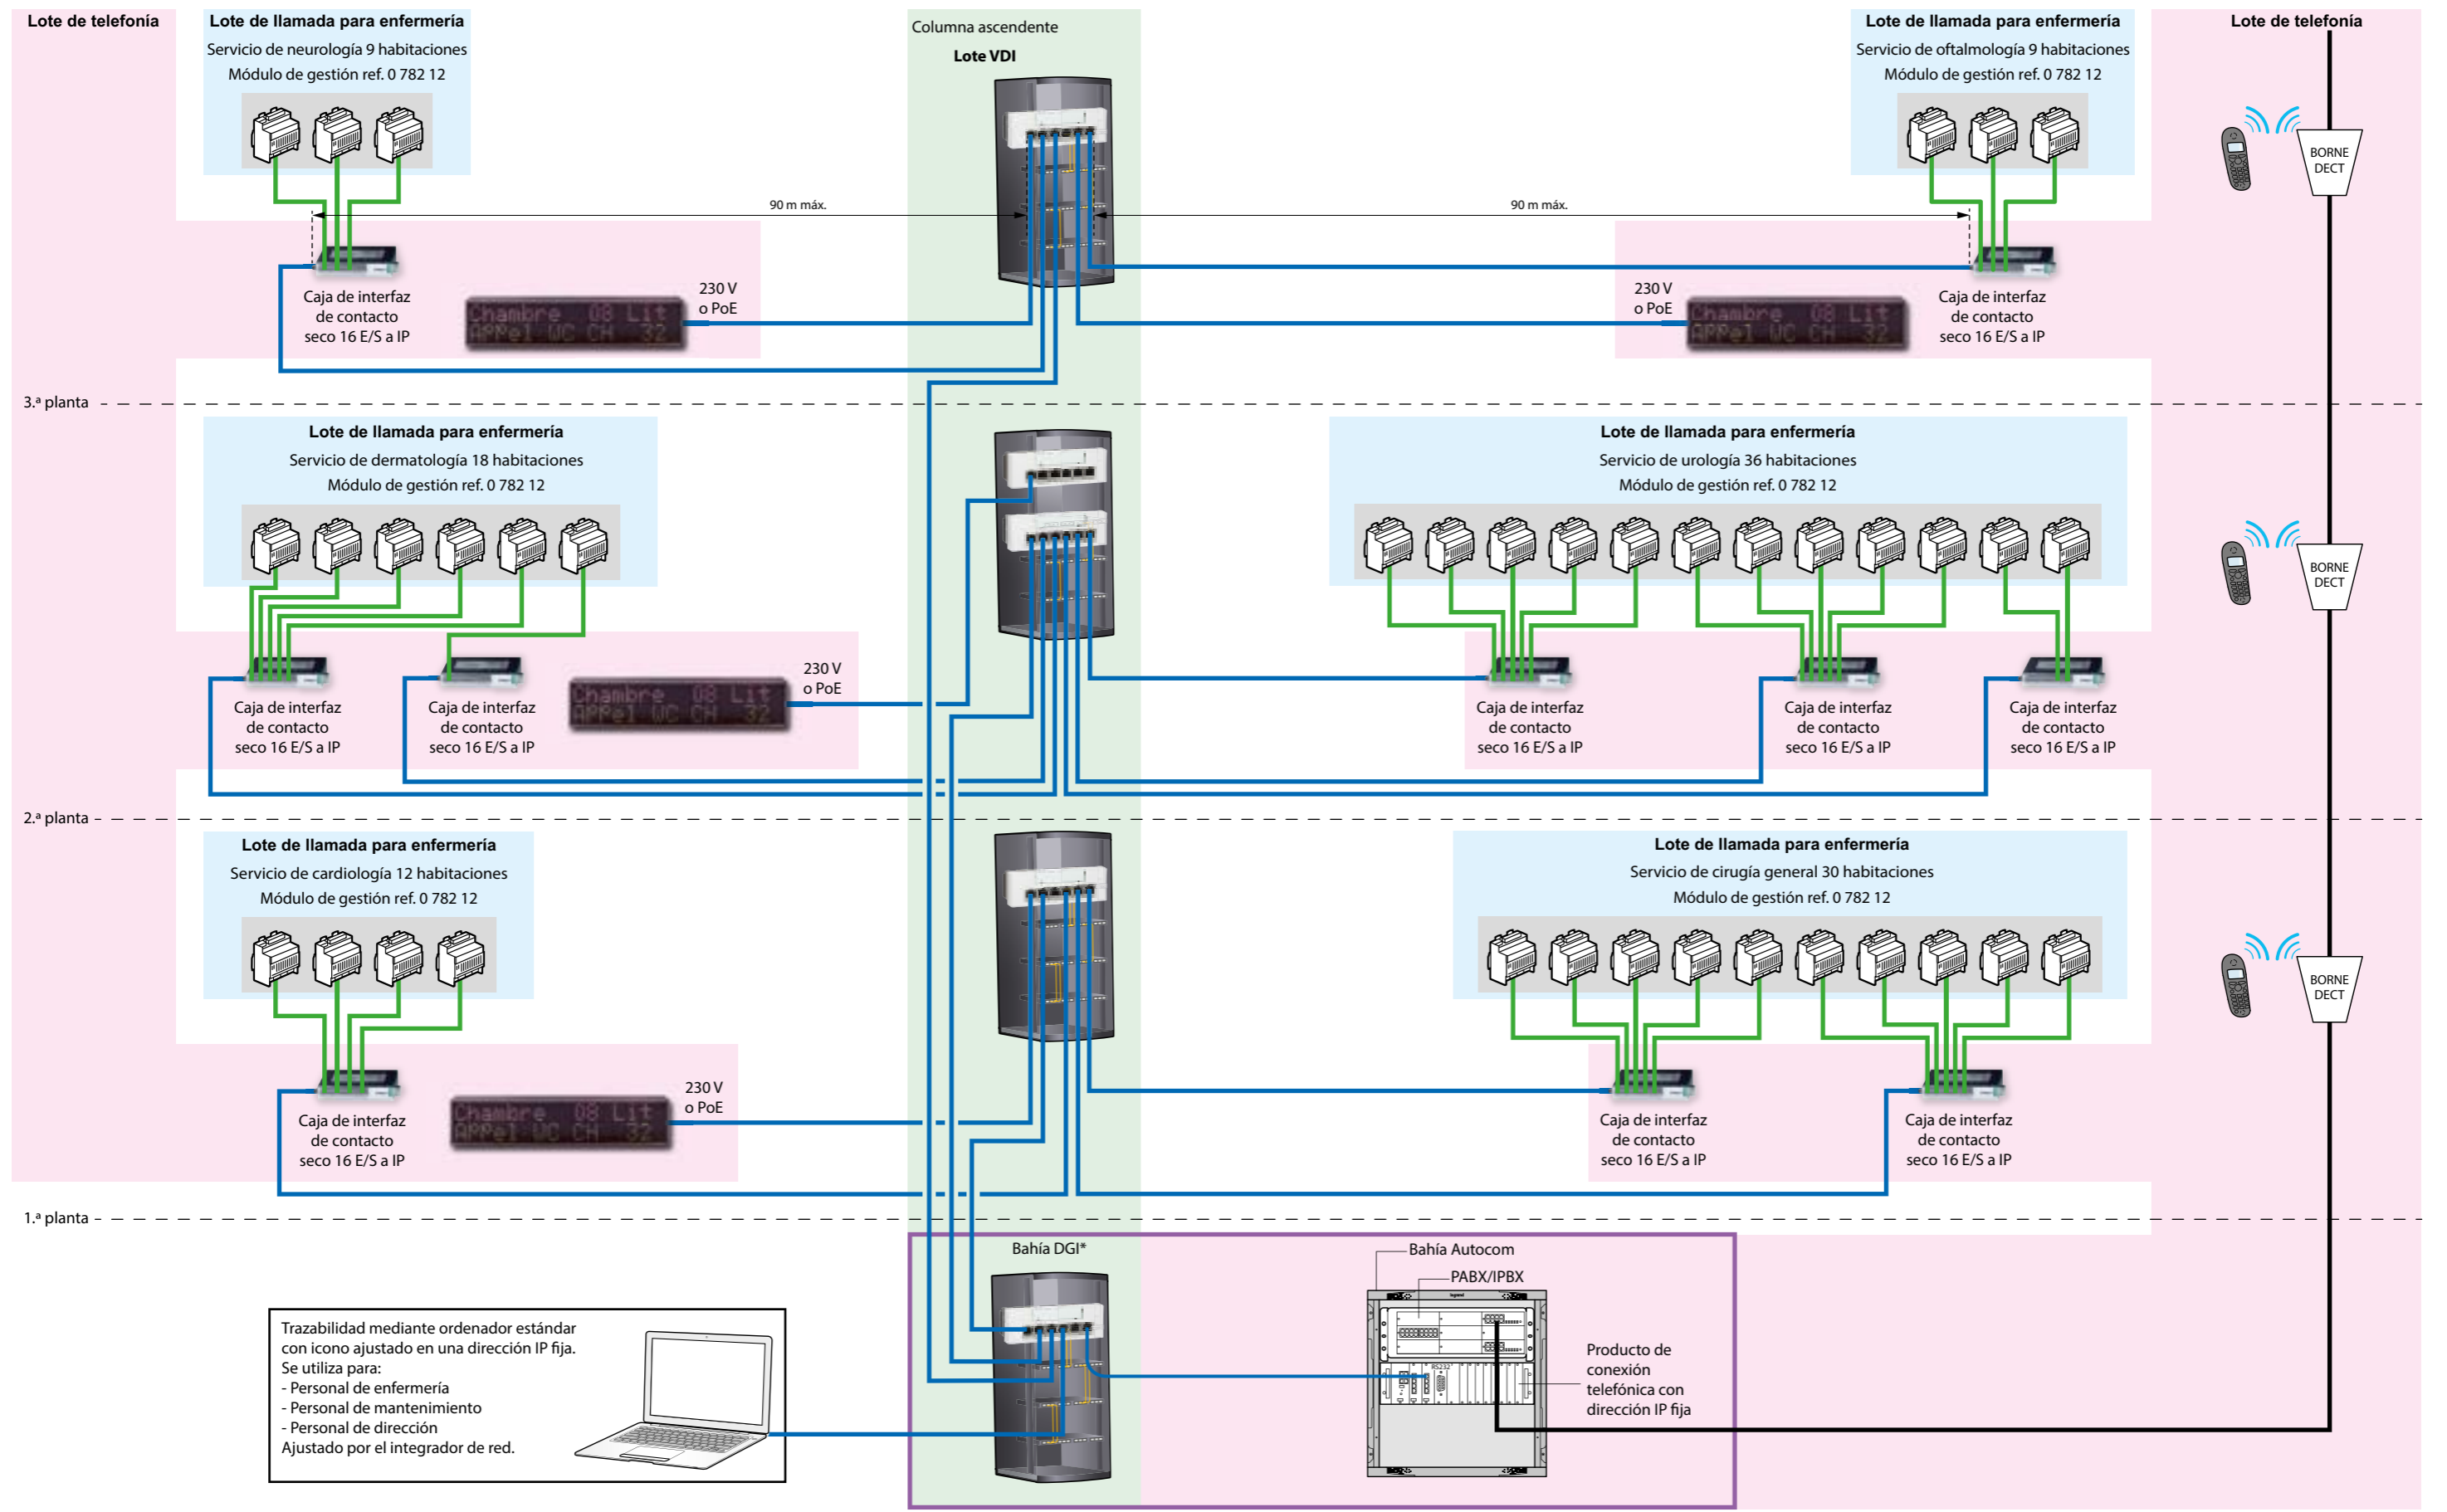 Lote de telefonía
Lote de llamada para enfermería
Servicio de neurología 9 habitaciones
Módulo de gestión ref. 0 782 12
Columna ascendente
Lote VDI
Lote de llamada para enfermería
Servicio de oftalmología 9 habitaciones
Módulo de gestión ref. 0 782 12
Lote de telefonía
BORNE
DECT
90 m máx.
90 m máx.
Caja de interfaz
de contacto
seco 16 E/S a IP
Chambre 08 Lit
APPel WC CH 32
230 V
o PoE
230 V
o PoE
Chambre 08 Lit
APPel WC CH 32
Caja de interfaz
de contacto
seco 16 E/S a IP
3.ª planta
Lote de llamada para enfermería
Servicio de dermatología 18 habitaciones
Módulo de gestión ref. 0 782 12
Lote de llamada para enfermería
Servicio de urología 36 habitaciones
Módulo de gestión ref. 0 782 12
BORNE
DECT
Caja de interfaz
de contacto
seco 16 E/S a IP
Caja de interfaz
de contacto
seco 16 E/S a IP
Chambre 08 Lit
APPel WC CH 32
230 V
o PoE
Caja de interfaz
de contacto
seco 16 E/S a IP
Caja de interfaz
de contacto
seco 16 E/S a IP
Caja de interfaz
de contacto
seco 16 E/S a IP
2.ª planta
Lote de llamada para enfermería
Servicio de cardiología 12 habitaciones
Módulo de gestión ref. 0 782 12
Lote de llamada para enfermería
Servicio de cirugía general 30 habitaciones
Módulo de gestión ref. 0 782 12
BORNE
DECT
Caja de interfaz
de contacto
seco 16 E/S a IP
Chambre 08 Lit
APPel WC CH 32
230 V
o PoE
Caja de interfaz
de contacto
seco 16 E/S a IP
Caja de interfaz
de contacto
seco 16 E/S a IP
1.ª planta
Bahía DGI*
Bahía Autocom
PABX/IPBX
legrand
RS232
Producto de
conexión
telefónica con
dirección IP fija
Trazabilidad mediante ordenador estándar
con icono ajustado en una dirección IP fija.
Se utiliza para:
- Personal de enfermería
- Personal de mantenimiento
- Personal de dirección
Ajustado por el integrador de red.